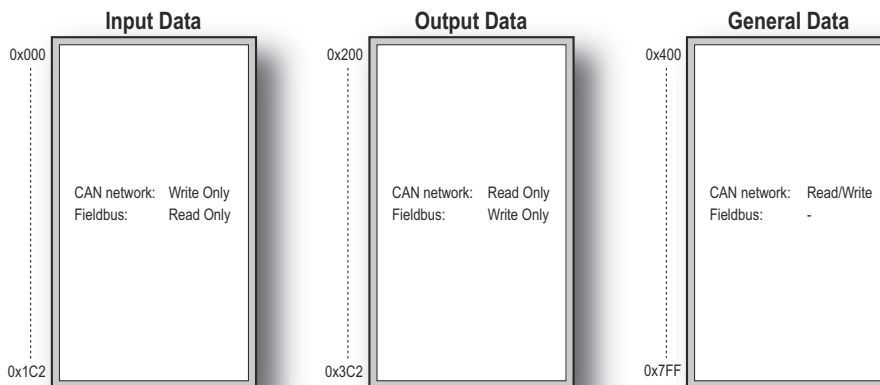 Input Data
0x000
CAN network: Write Only
Fieldbus: Read Only
0x1C2
Output Data
0x200
CAN network: Read Only
Fieldbus: Write Only
0x3C2
General Data
0x400
CAN network: Read/Write
Fieldbus: -
0x7FF